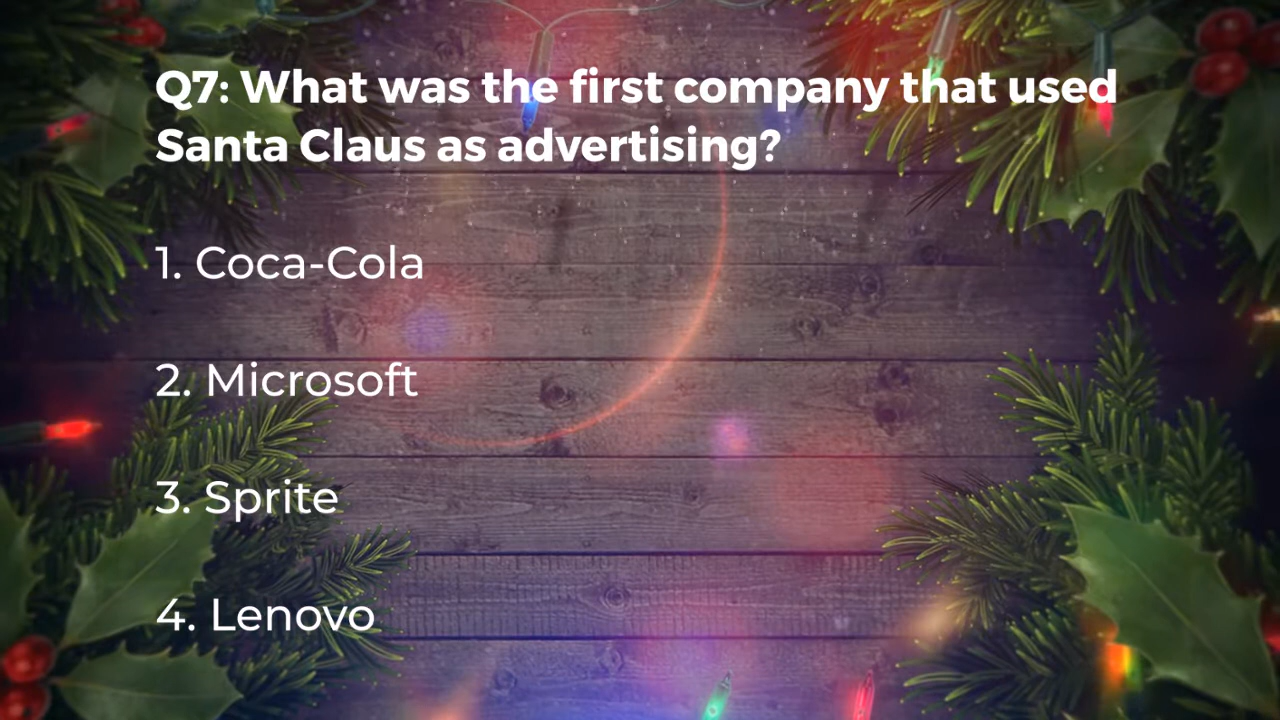 Q7: What was the first company that used
Santa Claus as advertising?
1. Coca-Cola
2. Microsoft
3. Sprite
4. Lenovo